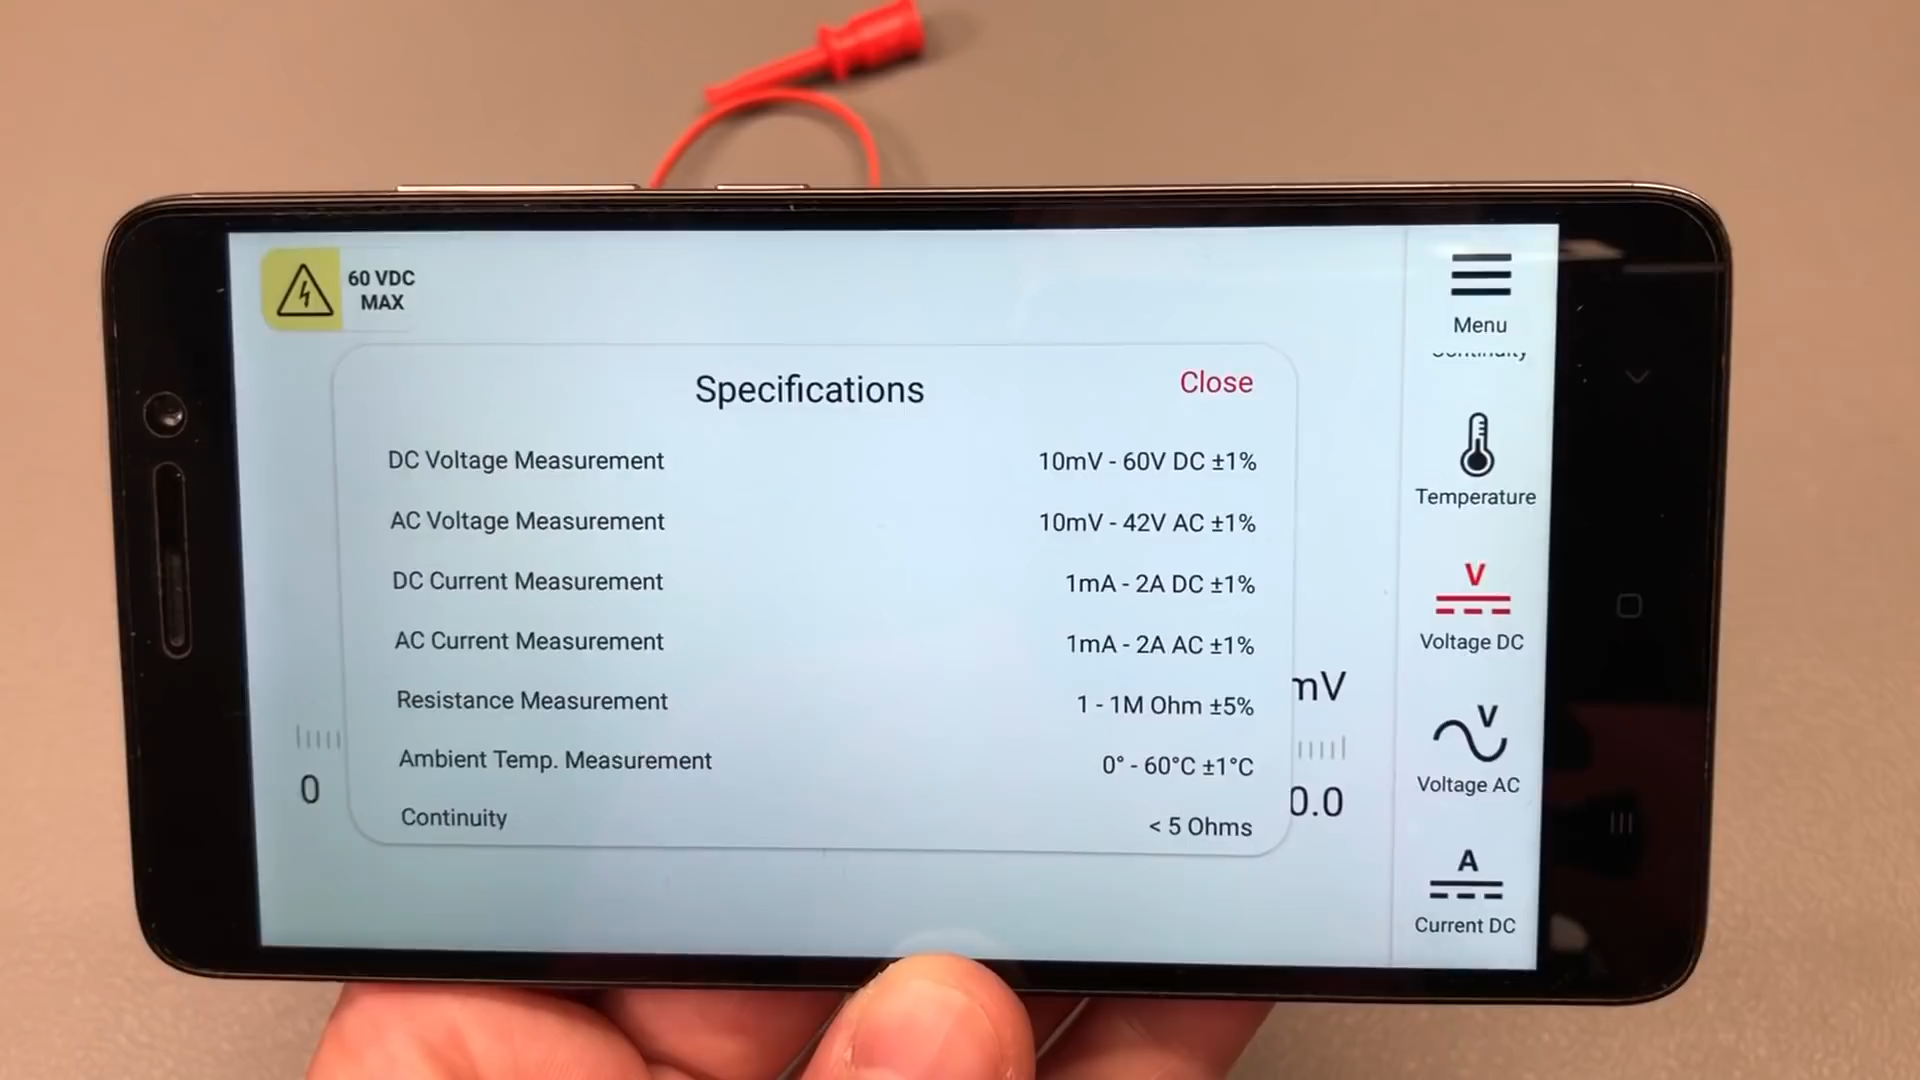 60 VDC
MAX
Specifications
Close
DC Voltage Measurement
10mV - 60V DC ±1%
AC Voltage Measurement
10mV - 42V AC ±1%
DC Current Measurement
1mA - 2A DC ±1%
AC Current Measurement
1mA - 2A AC ±1%
Resistance Measurement
1 - 1M Ohm ±5%
Ambient Temp. Measurement
0° - 60°C ±1°C
Continuity
< 5 Ohms
mV
0
0.0
Menu
Continuity
Temperature
V
Voltage DC
V
Voltage AC
A
Current DC